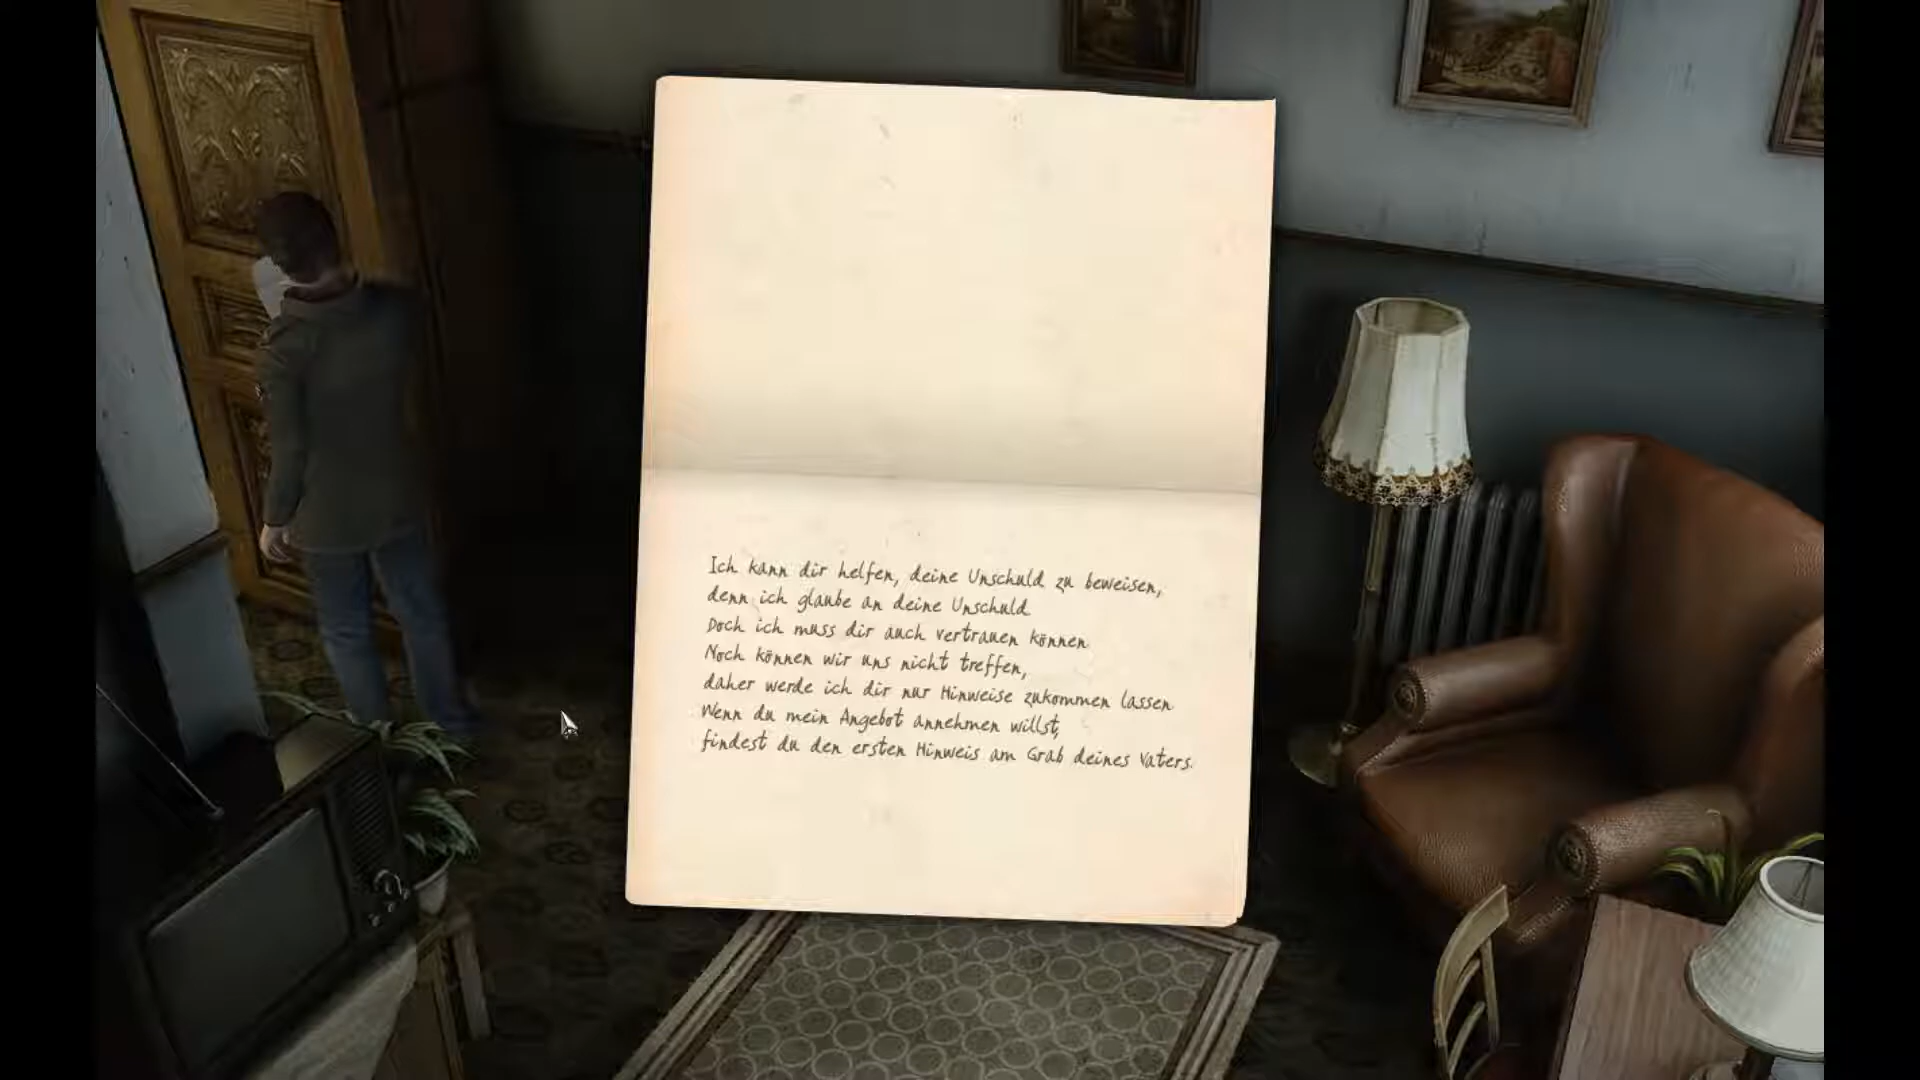 Ich kann dir helfen, deine Unschuld zu beweisen,
denn ich glaube an deine Unschuld.
Doch ich muss dir auch vertrauen können.
Noch können wir uns nicht treffen,
daher werde ich dir nur Hinweise zukommen lassen.
Wenn du mein Angebot annehmen willst,
findest du den ersten Hinweis am Grab deines Vaters.